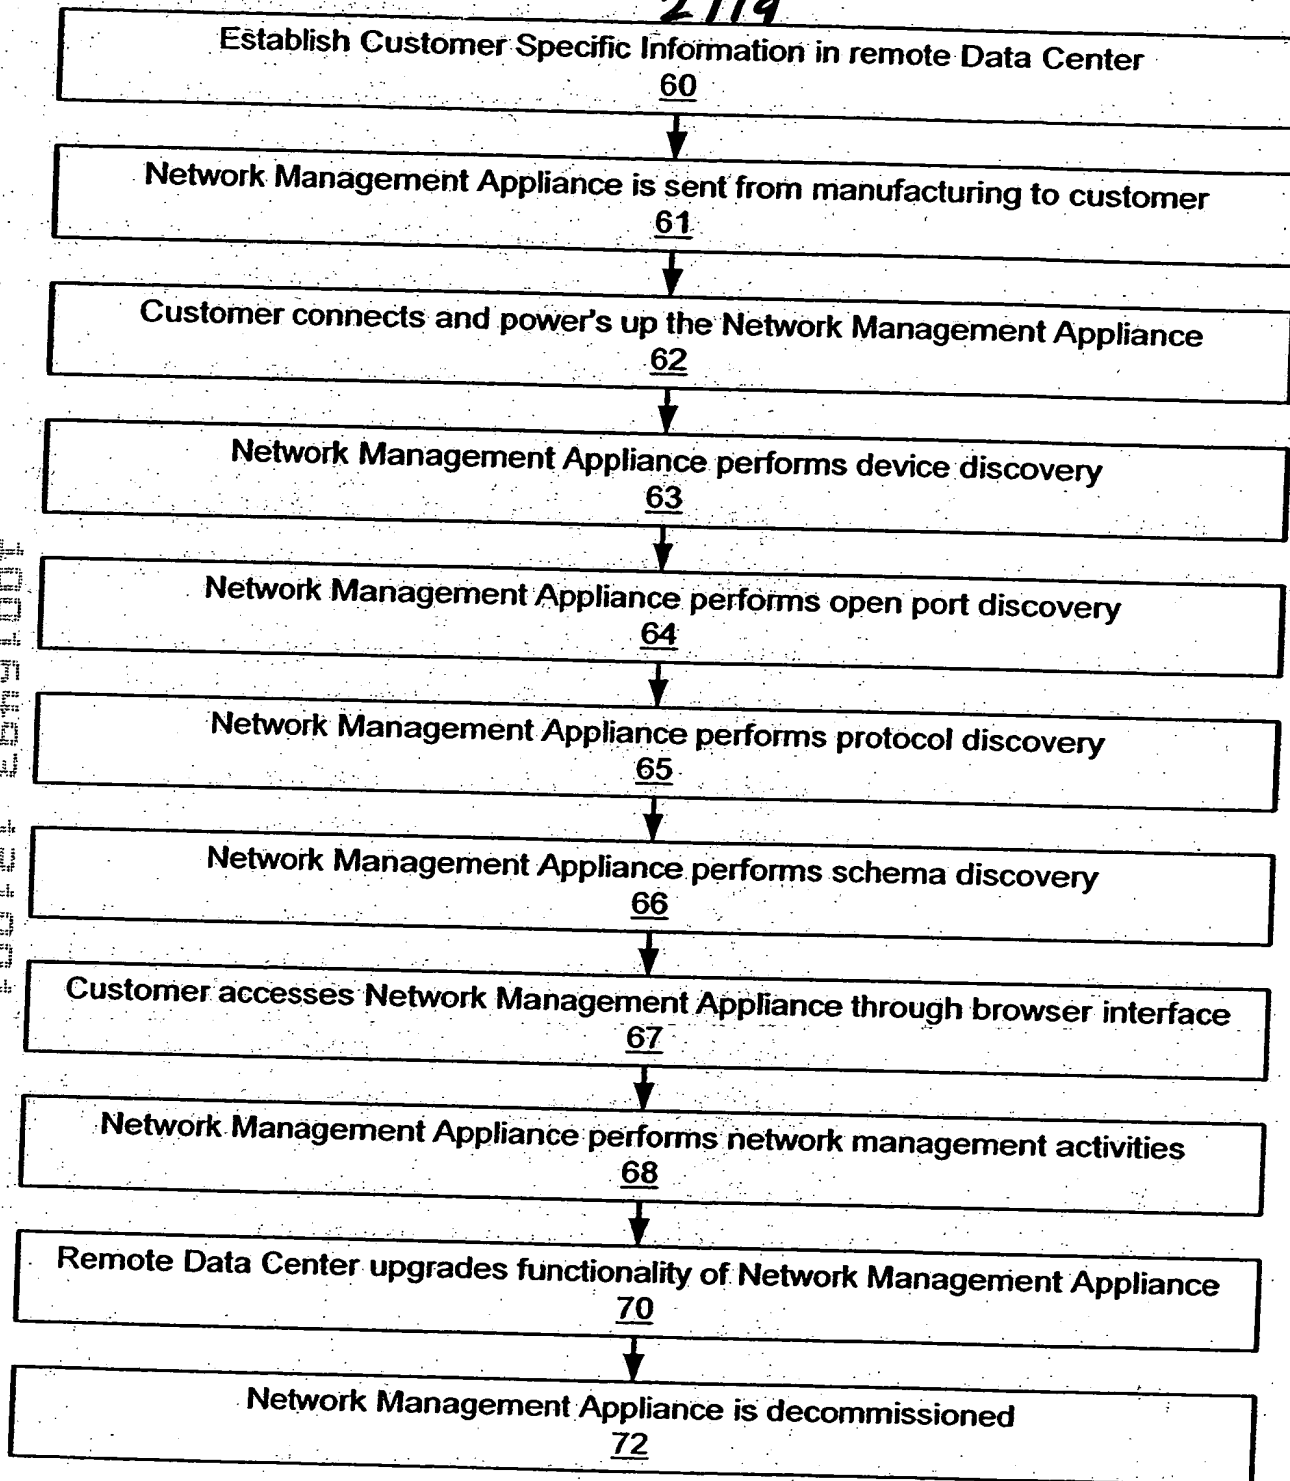 2/19
Establish Customer Specific Information in remote Data Center
60
Network Management Appliance is sent from manufacturing to customer
61
Customer connects and power's up the Network Management Appliance
62
Network Management Appliance performs device discovery
63
Network Management Appliance performs open port discovery
64
Network Management Appliance performs protocol discovery
65
Network Management Appliance performs schema discovery
66
Customer accesses Network Management Appliance through browser interface
67
Network Management Appliance performs network management activities
68
Remote Data Center upgrades functionality of Network Management Appliance
70
Network Management Appliance is decommissioned
72